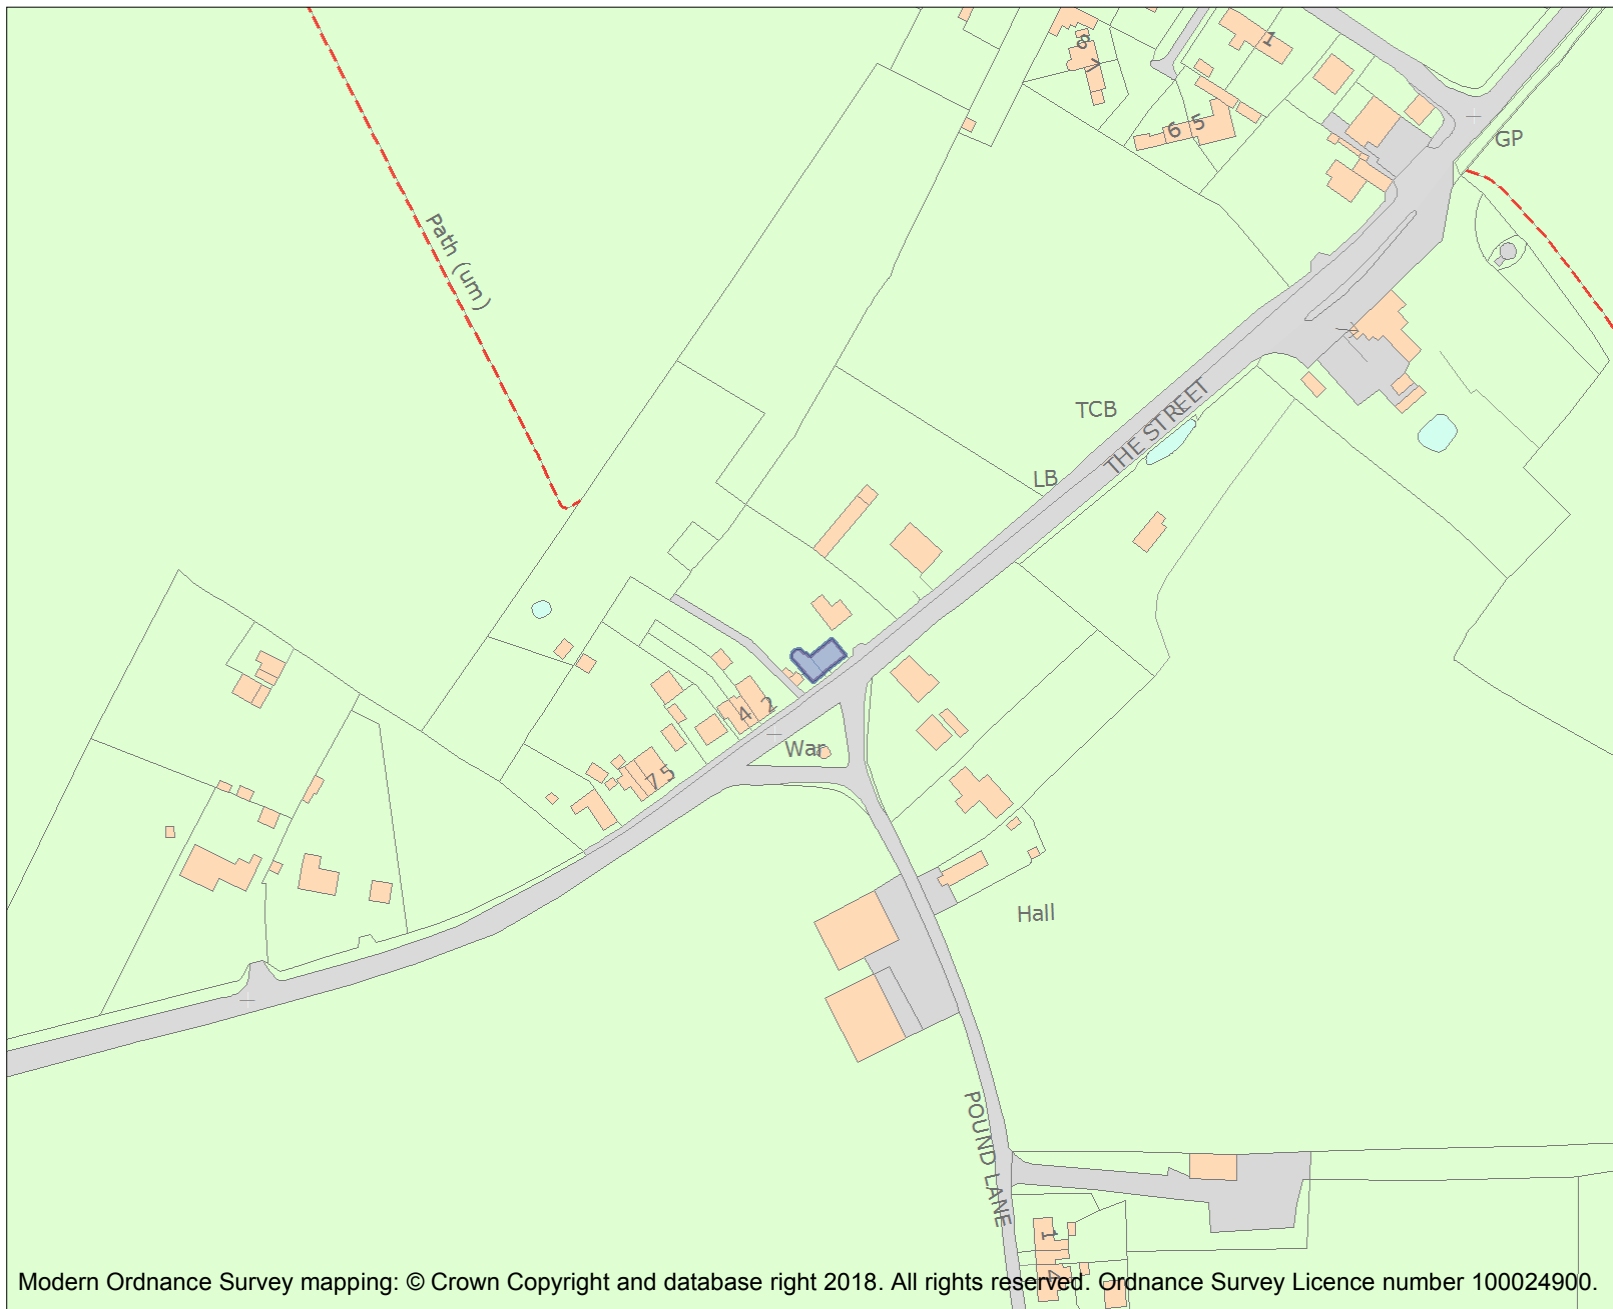 8
7
1
6 5
GP
Path (um)
TCB
THE STREET
LB
4 2
War
7 5
Hall
POUND LANE
1
4
Modern Ordnance Survey mapping: © Crown Copyright and database right 2018. All rights reserved. Ordnance Survey Licence number 100024900.